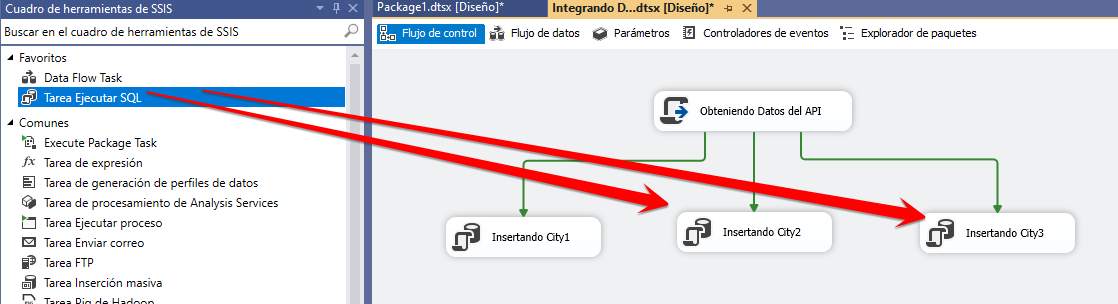 Cuadro de herramientas de SSIS
Buscar en el cuadro de herramientas de SSIS
Favoritos
Data Flow Task
Tarea Ejecutar SQL
Comunes
Execute Package Task
Tarea de expresión
Tarea de generación de perfiles de datos
Tarea de procesamiento de Analysis Services
Tarea Ejecutar proceso
Tarea Enviar correo
Tarea FTP
Tarea Inserción masiva
Tarea Pig de Hadoop
Package1.dtsx [Diseño]*
Integrando D...dtsx [Diseño]*
Flujo de control
Flujo de datos
Parámetros
Controladores de eventos
Explorador de paquetes
Obteniendo Datos del API
Insertando City1
Insertando City2
Insertando City3